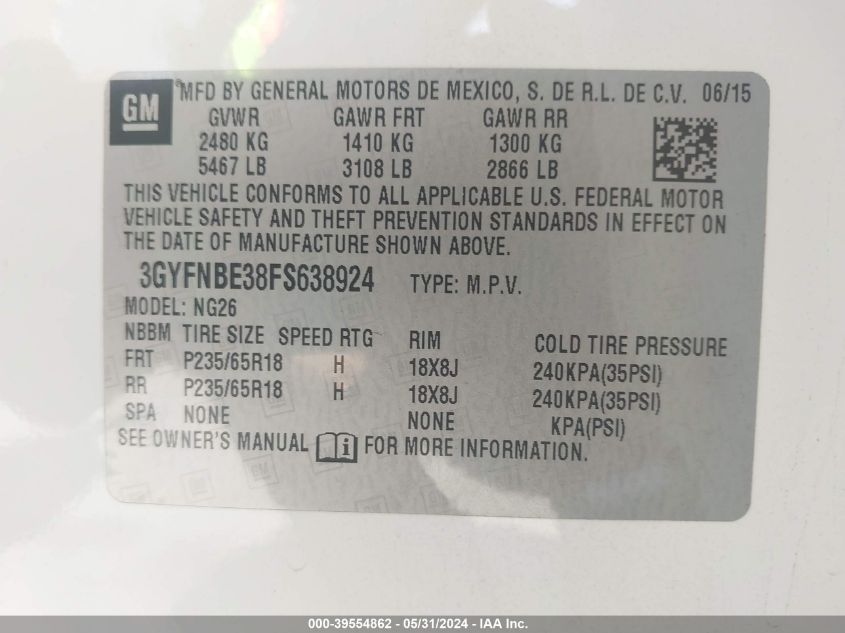 GM
®MFD BY GENERAL MOTORS DE MEXICO, S. DE R.L. DE C.V. 06/15
GVWR GAWR FRT GAWR RR
2480 KG 1410 KG 1300 KG
5467 LB 3108 LB 2866 LB
THIS VEHICLE CONFORMS TO ALL APPLICABLE U.S. FEDERAL MOTOR
VEHICLE SAFETY AND THEFT PREVENTION STANDARDS IN EFFECT ON
THE DATE OF MANUFACTURE SHOWN ABOVE.
3GYFNBE38FS638924 TYPE: M.P.V.
MODEL: NG26
NBBM TIRE SIZE SPEED RTG RIM COLD TIRE PRESSURE
FRT P235/65R18 H 18X8J 240KPA(35PSI)
RR P235/65R18 H 18X8J 240KPA(35PSI)
SPA NONE NONE KPA(PSI)
SEE OWNER'S MANUAL i FOR MORE INFORMATION.
000-39554862 - 05/31/2024 - IAA Inc.